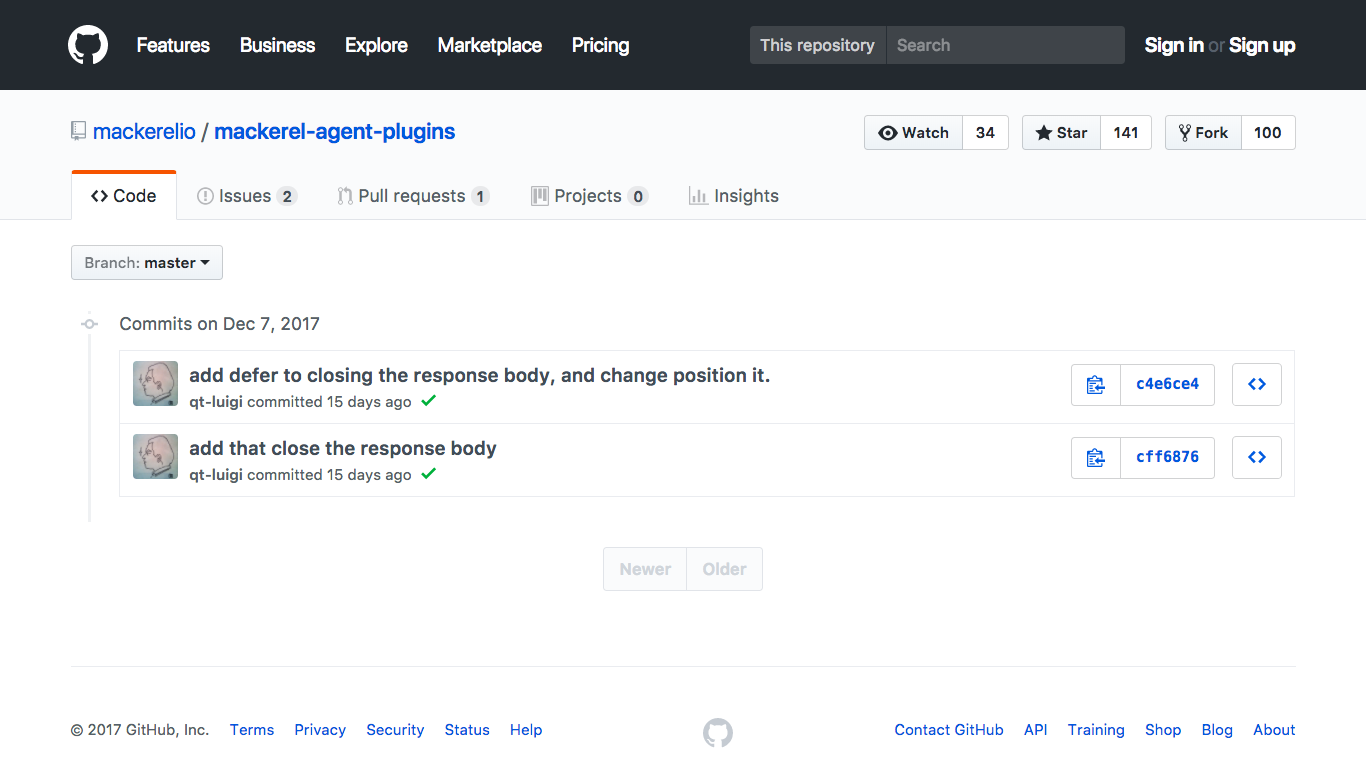 Features Business Explore Marketplace Pricing This repository Search Sign in or Sign up
mackerelio / mackerel-agent-plugins Watch 34 Star 141 Fork 100
Code Issues 2 Pull requests 1 Projects 0 Insights
Branch: master
Commits on Dec 7, 2017
add defer to closing the response body, and change position it.
qt-luigi committed 15 days ago
c4e6ce4
add that close the response body
qt-luigi committed 15 days ago
cff6876
Newer Older
© 2017 GitHub, Inc. Terms Privacy Security Status Help Contact GitHub API Training Shop Blog About